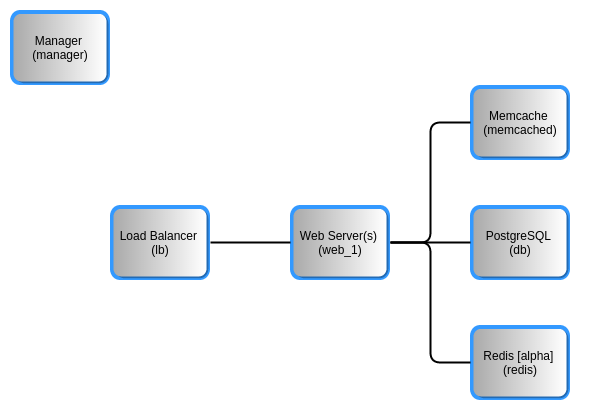 Manager
(manager)
Memcache
(memcached)
Load Balancer
(lb)
Web Server(s)
(web_1)
PostgreSQL
(db)
Redis [alpha]
(redis)